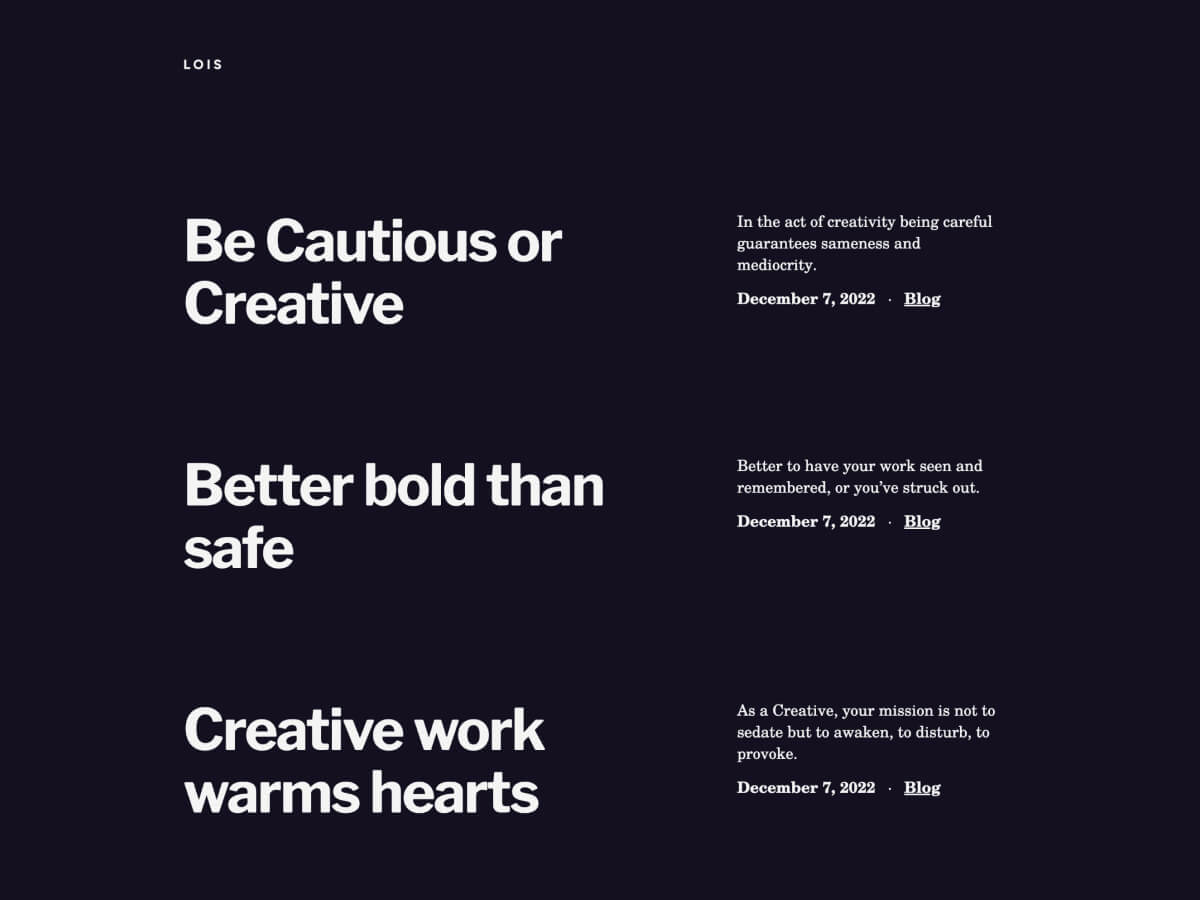 LOIS
Be Cautious or
Creative
In the act of creativity being careful
guarantees sameness and
mediocrity.
December 7, 2022 · Blog
Better bold than
safe
Better to have your work seen and
remembered, or you’ve struck out.
December 7, 2022 · Blog
Creative work
warms hearts
As a Creative, your mission is not to
sedate but to awaken, to disturb, to
provoke.
December 7, 2022 · Blog